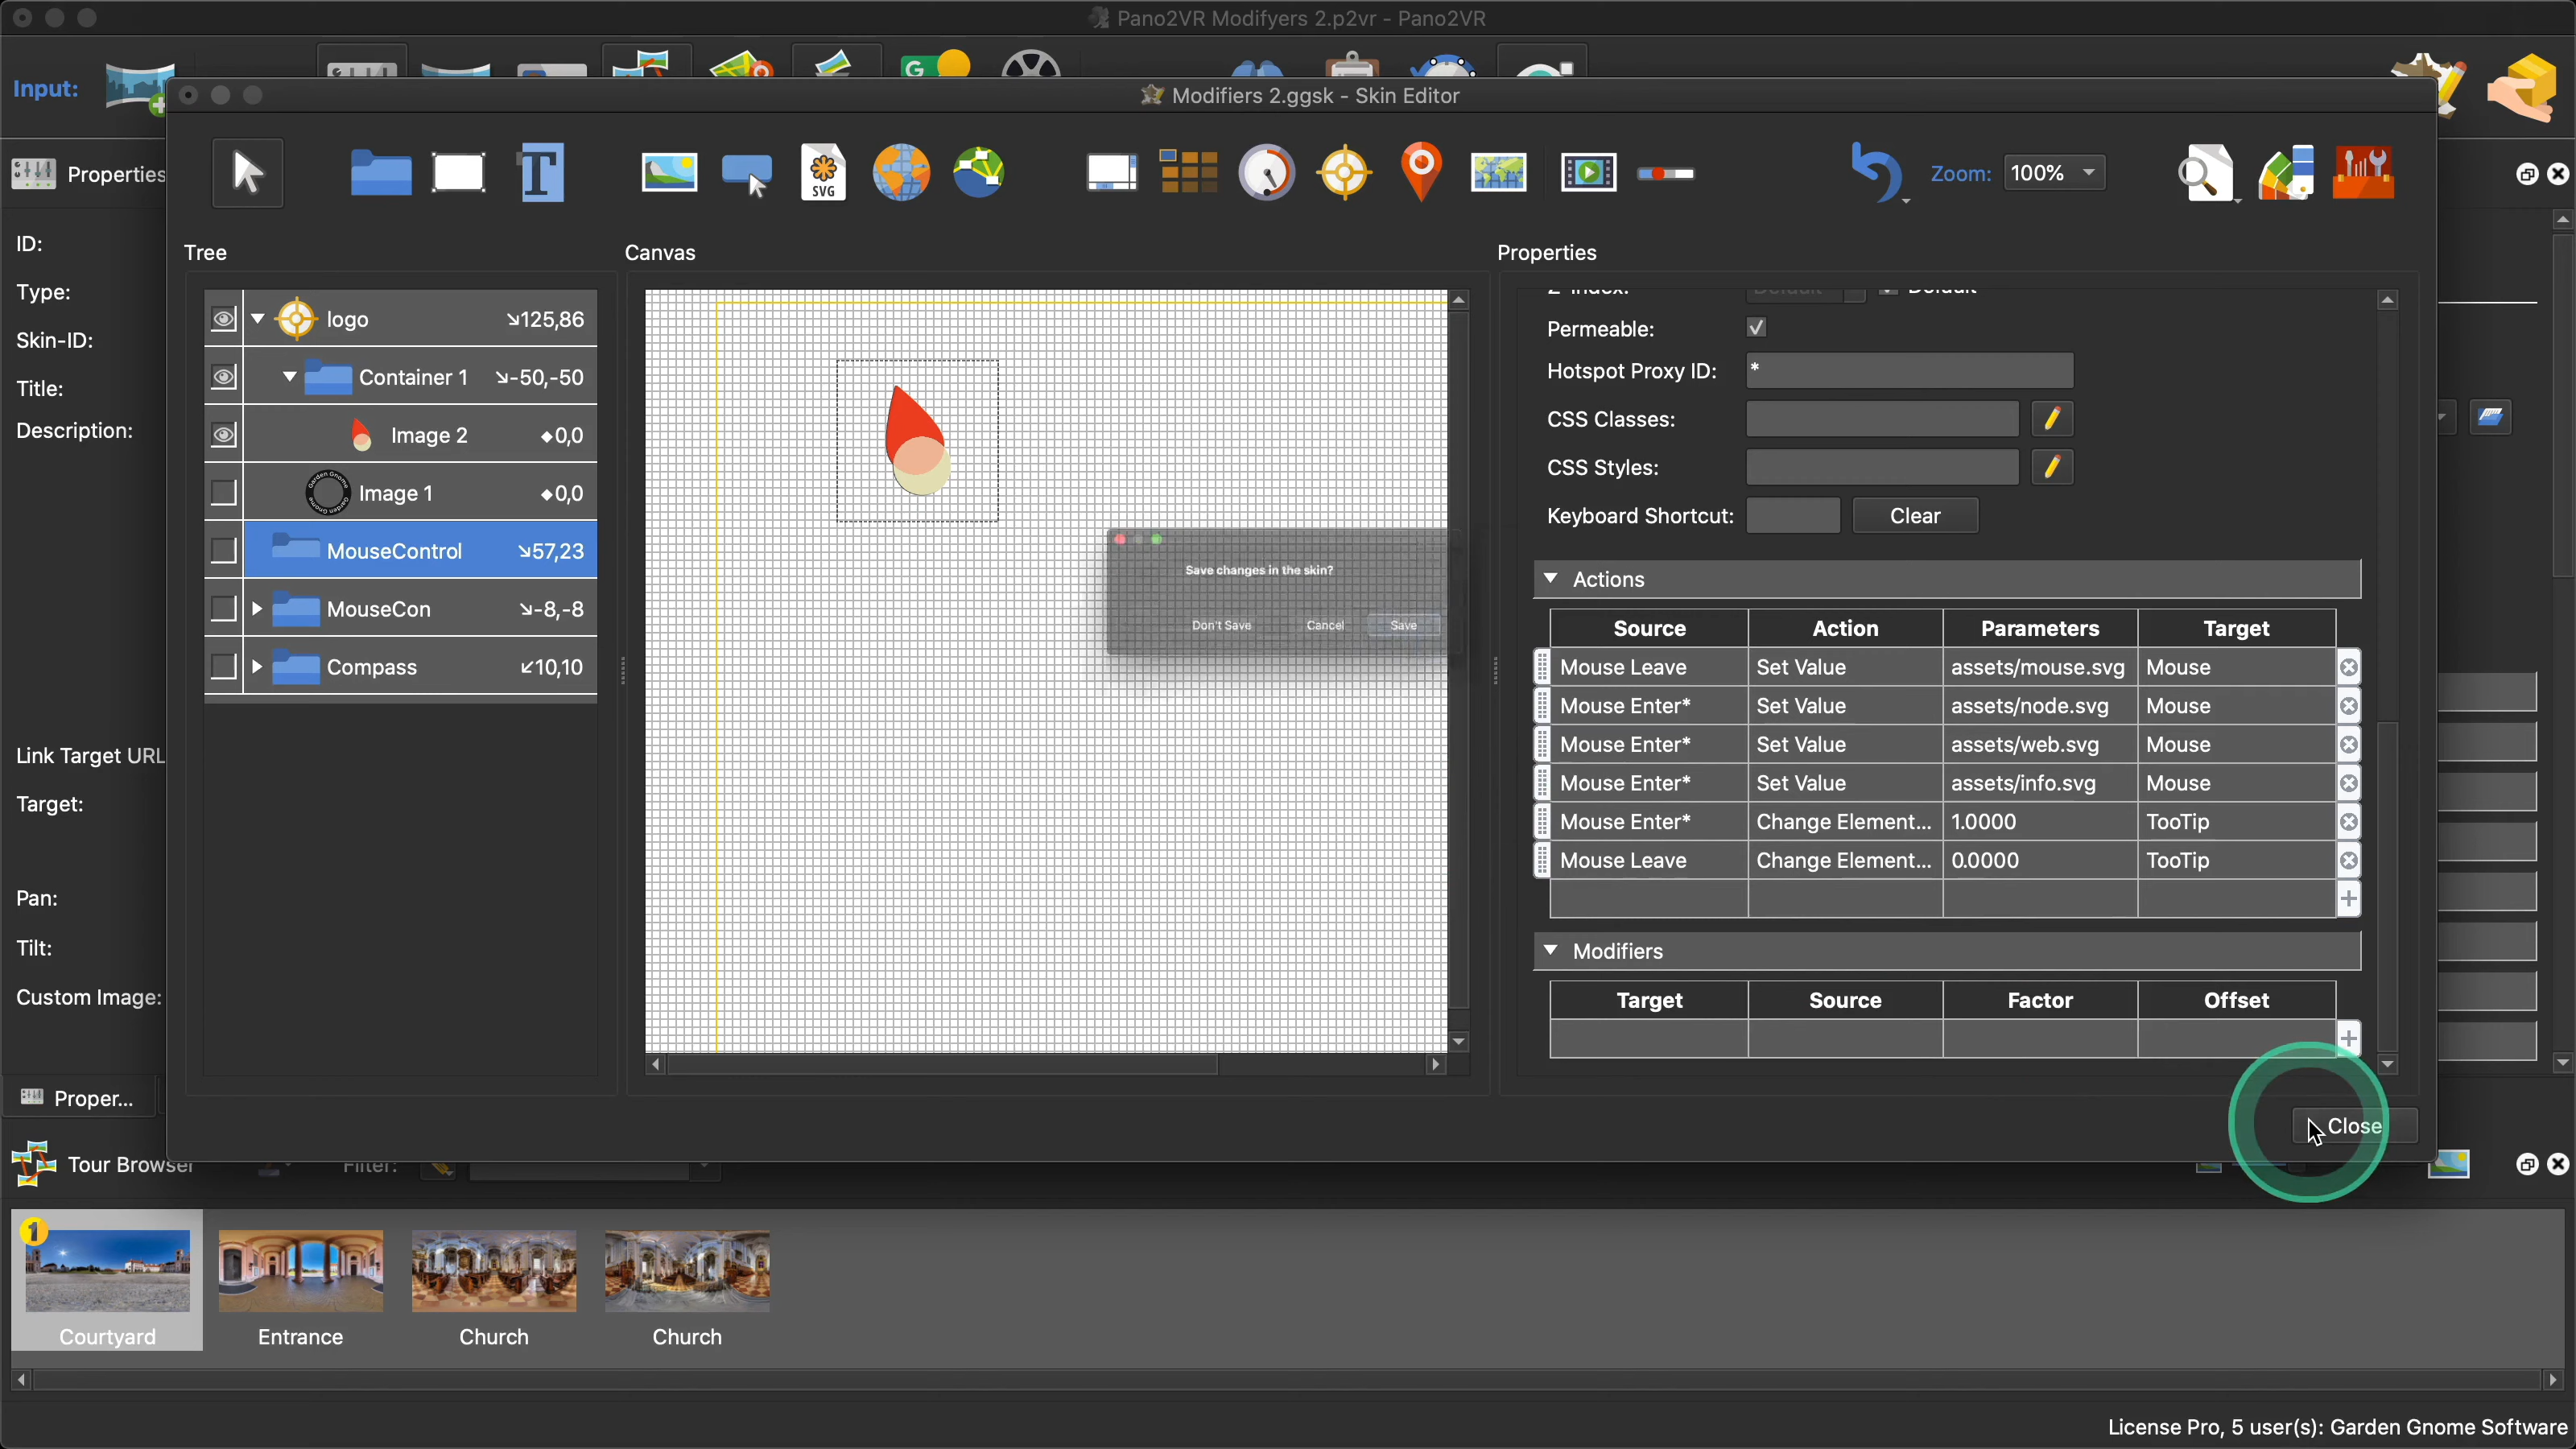 Pano2VR Modifyers 2.p2vr - Pano2VR
Input:
Modifiers 2.ggsk - Skin Editor
T
SVG
Zoom:
100%
Properties
Tree
Canvas
Properties
ID:
Type:
Skin-ID:
Title:
Description:
Link Target URL
Target:
Pan:
Tilt:
Custom Image:
Proper...
logo
↘125,86
Container 1
↘-50,-50
Image 2
◆0,0
Image 1
◆0,0
MouseControl
↘57,23
MouseCon
↘-8,-8
Compass
↙10,10
Save changes in the skin?
Don't Save
Cancel
Save
Default
Permeable:
Hotspot Proxy ID:
*
CSS Classes:
CSS Styles:
Keyboard Shortcut:
Clear
Actions
Source Action Parameters Target
Mouse Leave Set Value assets/mouse.svg Mouse
Mouse Enter* Set Value assets/node.svg Mouse
Mouse Enter* Set Value assets/web.svg Mouse
Mouse Enter* Set Value assets/info.svg Mouse
Mouse Enter* Change Element... 1.0000 TooTip
Mouse Leave Change Element... 0.0000 TooTip
Modifiers
Target Source Factor Offset
Close
Tour Browser
Filter:
1
Courtyard
Entrance
Church
Church
License Pro, 5 user(s): Garden Gnome Software